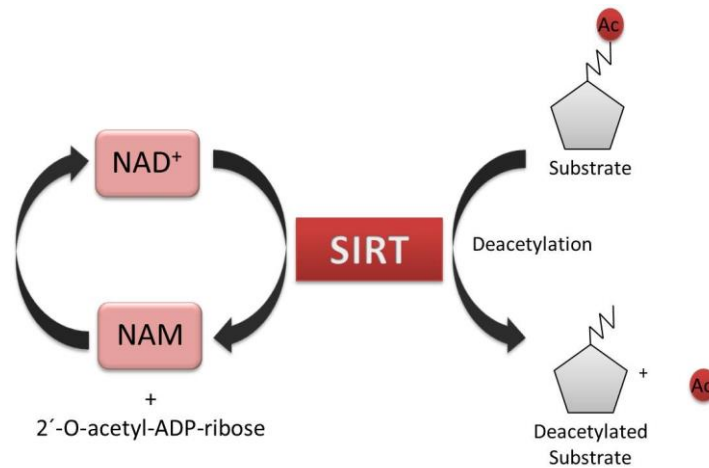 Ac
Substrate
NAD⁺
SIRT
Deacetylation
NAM
+
2´-O-acetyl-ADP-ribose
+
Ac
Deacetylated
Substrate